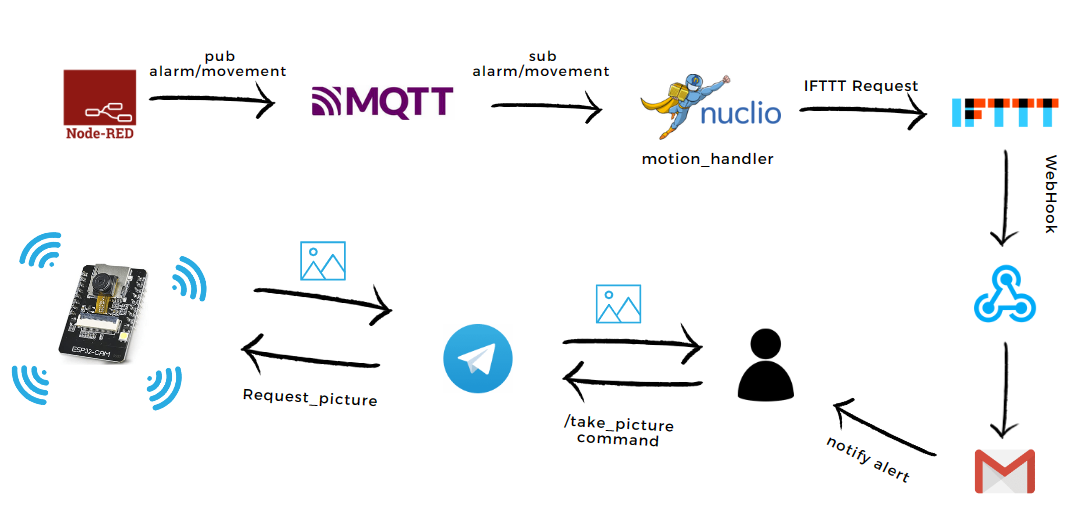 pub
alarm/movement
sub
alarm/movement
IFTTT Request
Node-RED
MQTT
nuclio
IFTTT
motion_handler
WebHook
ESP32-CAM
Request_picture
/take_picture
command
notify alert